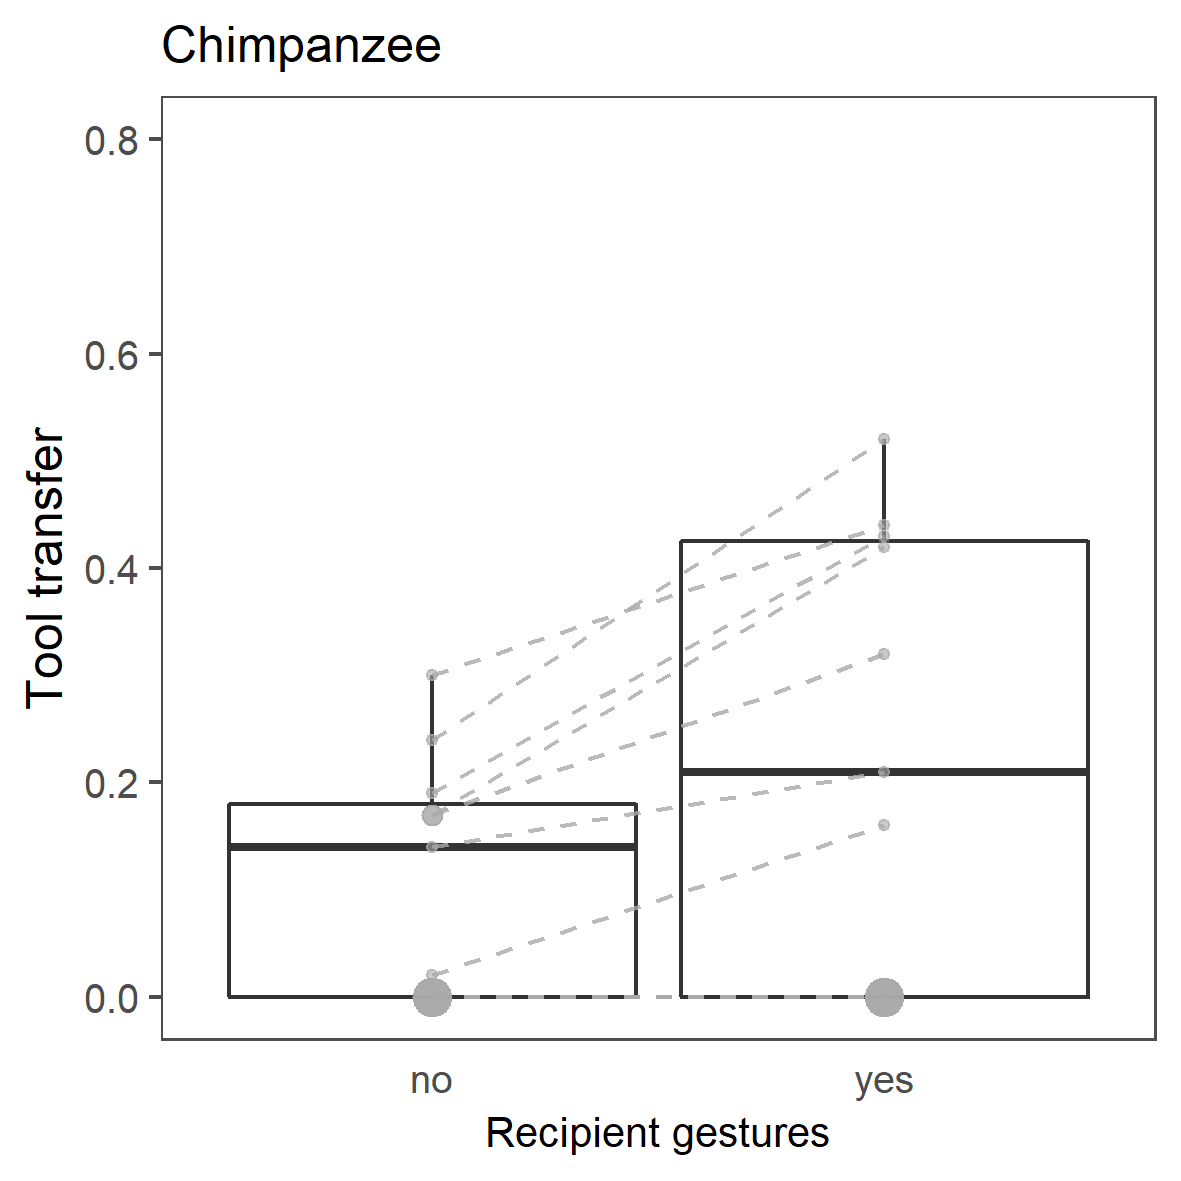 Chimpanzee
0.8
0.6
0.4
0.2
0.0
Tool transfer
no yes
Recipient gestures